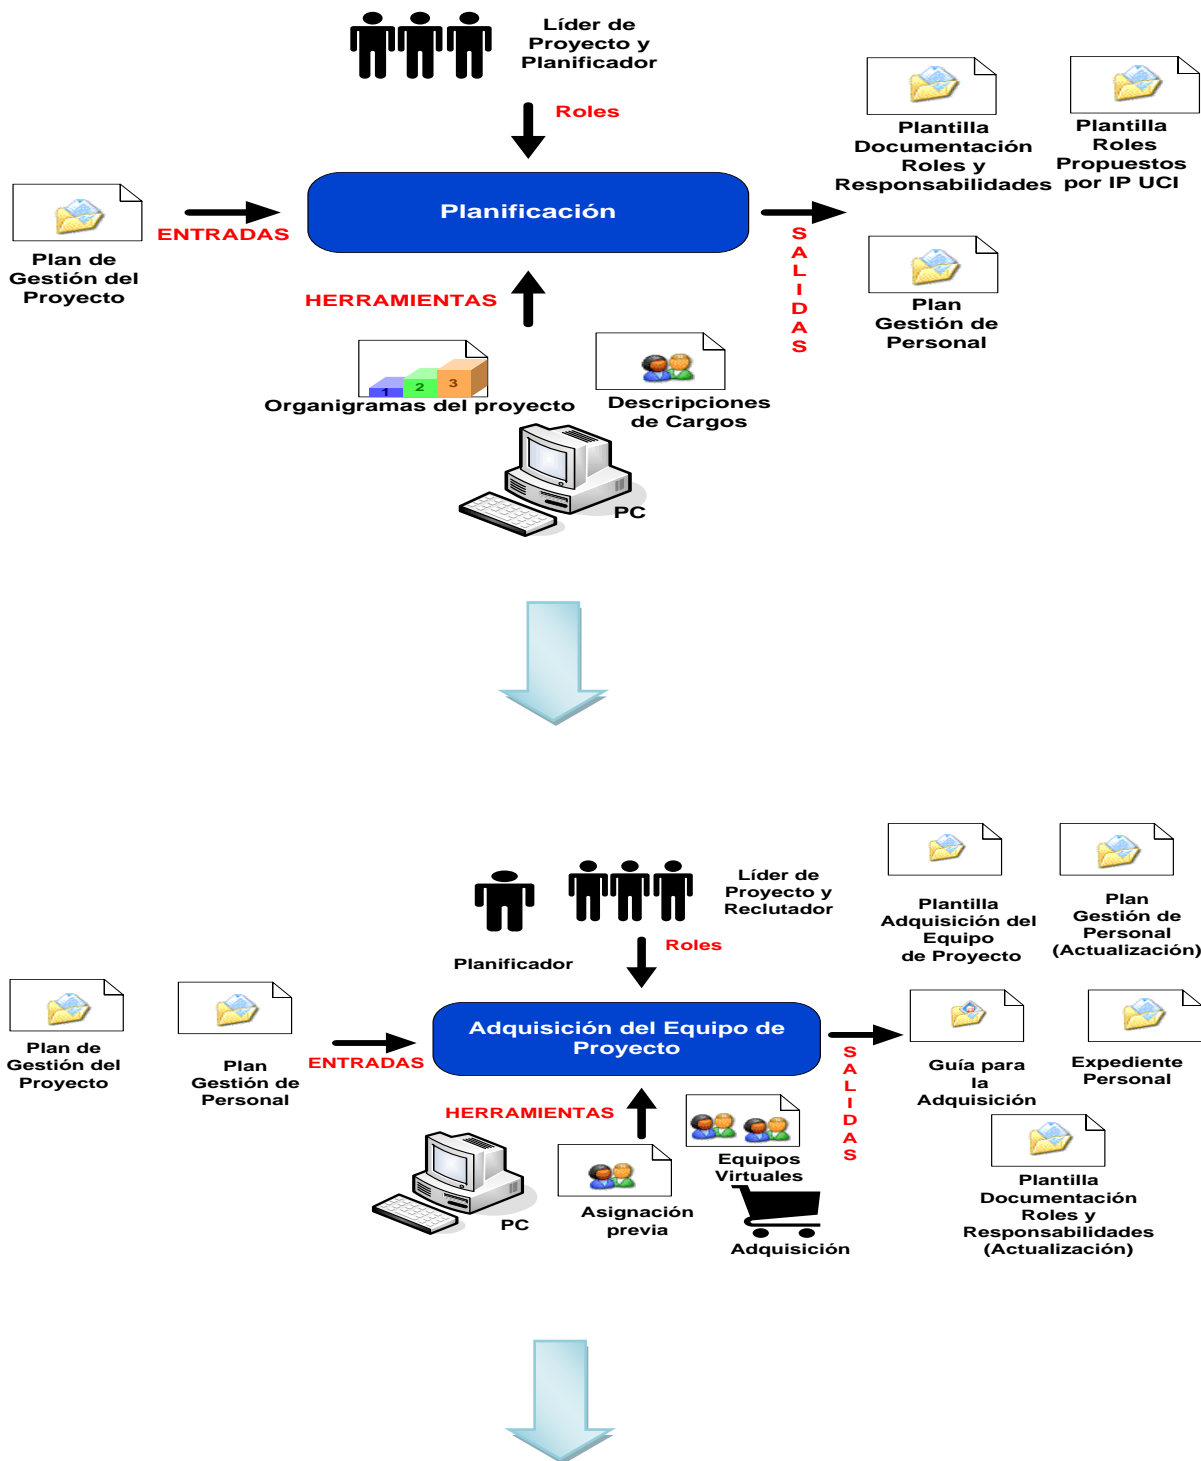 Líder de
Proyecto y
Planificador
Roles
Plantilla
Documentación
Roles y
Responsabilidades
Plantilla
Roles
Propuestos
por IP UCI
Planificación
ENTRADAS
Plan de
Gestión del
Proyecto
SALIDAS
Plan
Gestión de
Personal
HERRAMIENTAS
1
2
3
Organigramas del proyecto
Descripciones
de Cargos
PC
Líder de
Proyecto y
Reclutador
Planificador
Roles
Plantilla
Adquisición del
Equipo
de Proyecto
Plan
Gestión de
Personal
(Actualización)
Plan de
Gestión del
Proyecto
Plan
Gestión de
Personal
ENTRADAS
Adquisición del Equipo de
Proyecto
SALIDAS
Guía para
la
Adquisición
Expediente
Personal
HERRAMIENTAS
PC
Asignación
previa
Equipos
Virtuales
Adquisición
Plantilla
Documentación
Roles y
Responsabilidades
(Actualización)